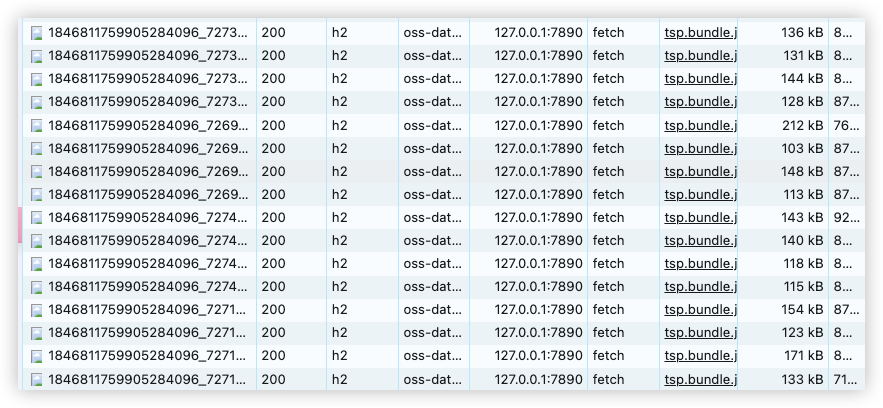 1846811759905284096_7273... 200 h2 oss-dat... 127.0.0.1:7890 fetch tsp.bundle.j 136 kB 8...
1846811759905284096_7273... 200 h2 oss-dat... 127.0.0.1:7890 fetch tsp.bundle.j 131 kB 8...
1846811759905284096_7273... 200 h2 oss-dat... 127.0.0.1:7890 fetch tsp.bundle.j 144 kB 8...
1846811759905284096_7273... 200 h2 oss-dat... 127.0.0.1:7890 fetch tsp.bundle.j 128 kB 87...
1846811759905284096_7269... 200 h2 oss-dat... 127.0.0.1:7890 fetch tsp.bundle.j 212 kB 76...
1846811759905284096_7269... 200 h2 oss-dat... 127.0.0.1:7890 fetch tsp.bundle.j 103 kB 87...
1846811759905284096_7269... 200 h2 oss-dat... 127.0.0.1:7890 fetch tsp.bundle.j 148 kB 87...
1846811759905284096_7269... 200 h2 oss-dat... 127.0.0.1:7890 fetch tsp.bundle.j 113 kB 87...
1846811759905284096_7274... 200 h2 oss-dat... 127.0.0.1:7890 fetch tsp.bundle.j 143 kB 92...
1846811759905284096_7274... 200 h2 oss-dat... 127.0.0.1:7890 fetch tsp.bundle.j 140 kB 8...
1846811759905284096_7274... 200 h2 oss-dat... 127.0.0.1:7890 fetch tsp.bundle.j 118 kB 8...
1846811759905284096_7274... 200 h2 oss-dat... 127.0.0.1:7890 fetch tsp.bundle.j 115 kB 8...
1846811759905284096_7271... 200 h2 oss-dat... 127.0.0.1:7890 fetch tsp.bundle.j 154 kB 87...
1846811759905284096_7271... 200 h2 oss-dat... 127.0.0.1:7890 fetch tsp.bundle.j 123 kB 8...
1846811759905284096_7271... 200 h2 oss-dat... 127.0.0.1:7890 fetch tsp.bundle.j 171 kB 8...
1846811759905284096_7271... 200 h2 oss-dat... 127.0.0.1:7890 fetch tsp.bundle.j 133 kB 71...